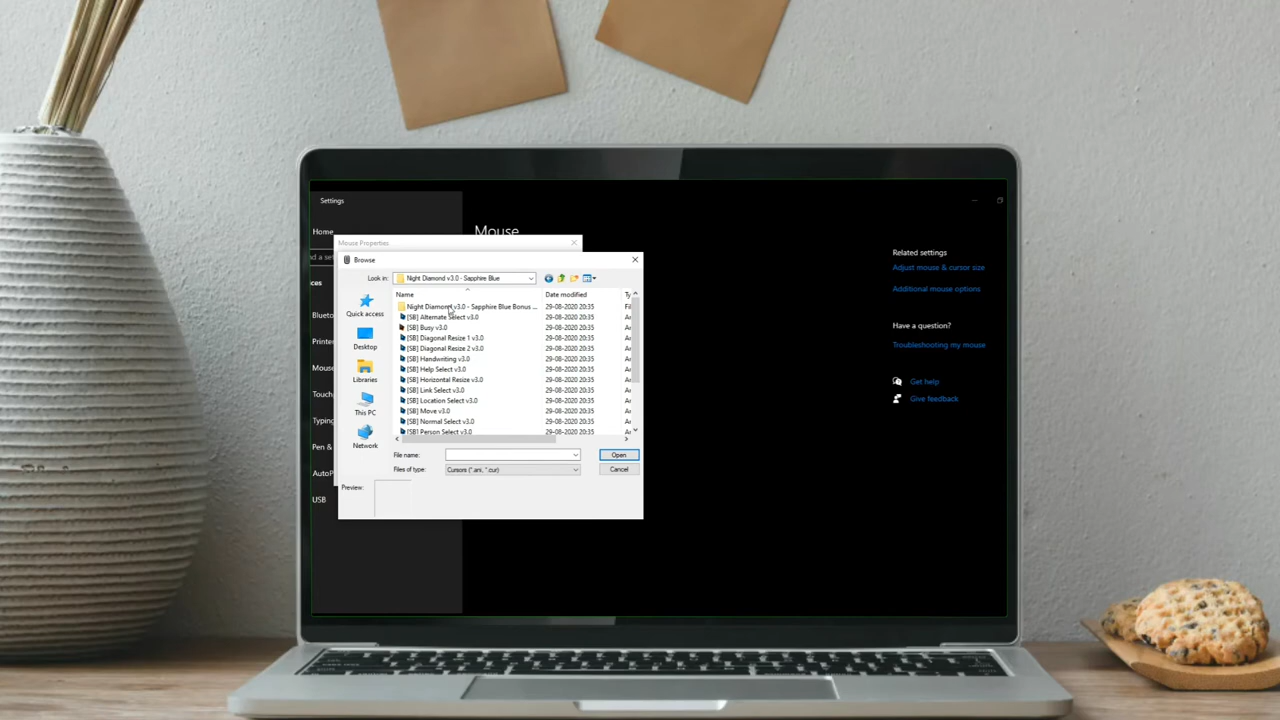 Settings
Home
Mouse
Related settings
Adjust mouse & cursor size
Additional mouse options
Have a question?
Troubleshooting my mouse
Get help
Give feedback
Mouse
USB
Mouse Properties
Browse
Look in:
Night Diamond v3.0 - Sapphire Blue
Quick access
Desktop
Libraries
This PC
Network
Name Date modified
Night Diamond v3.0 - Sapphire Blue Bonus ... 29-08-2020 20:35
[SB] Alternate Select v3.0 29-08-2020 20:35
[SB] Busy v3.0 29-08-2020 20:35
[SB] Diagonal Resize 1 v3.0 29-08-2020 20:35
[SB] Diagonal Resize 2 v3.0 29-08-2020 20:35
[SB] Handwriting v3.0 29-08-2020 20:35
[SB] Help Select v3.0 29-08-2020 20:35
[SB] Horizontal Resize v3.0 29-08-2020 20:35
[SB] Link Select v3.0 29-08-2020 20:35
[SB] Location Select v3.0 29-08-2020 20:35
[SB] Move v3.0 29-08-2020 20:35
[SB] Normal Select v3.0 29-08-2020 20:35
[SB] Person Select v3.0 29-08-2020 20:35
File name:
Open
Files of type: Cursors (*.ani, *.cur)
Cancel
Preview: